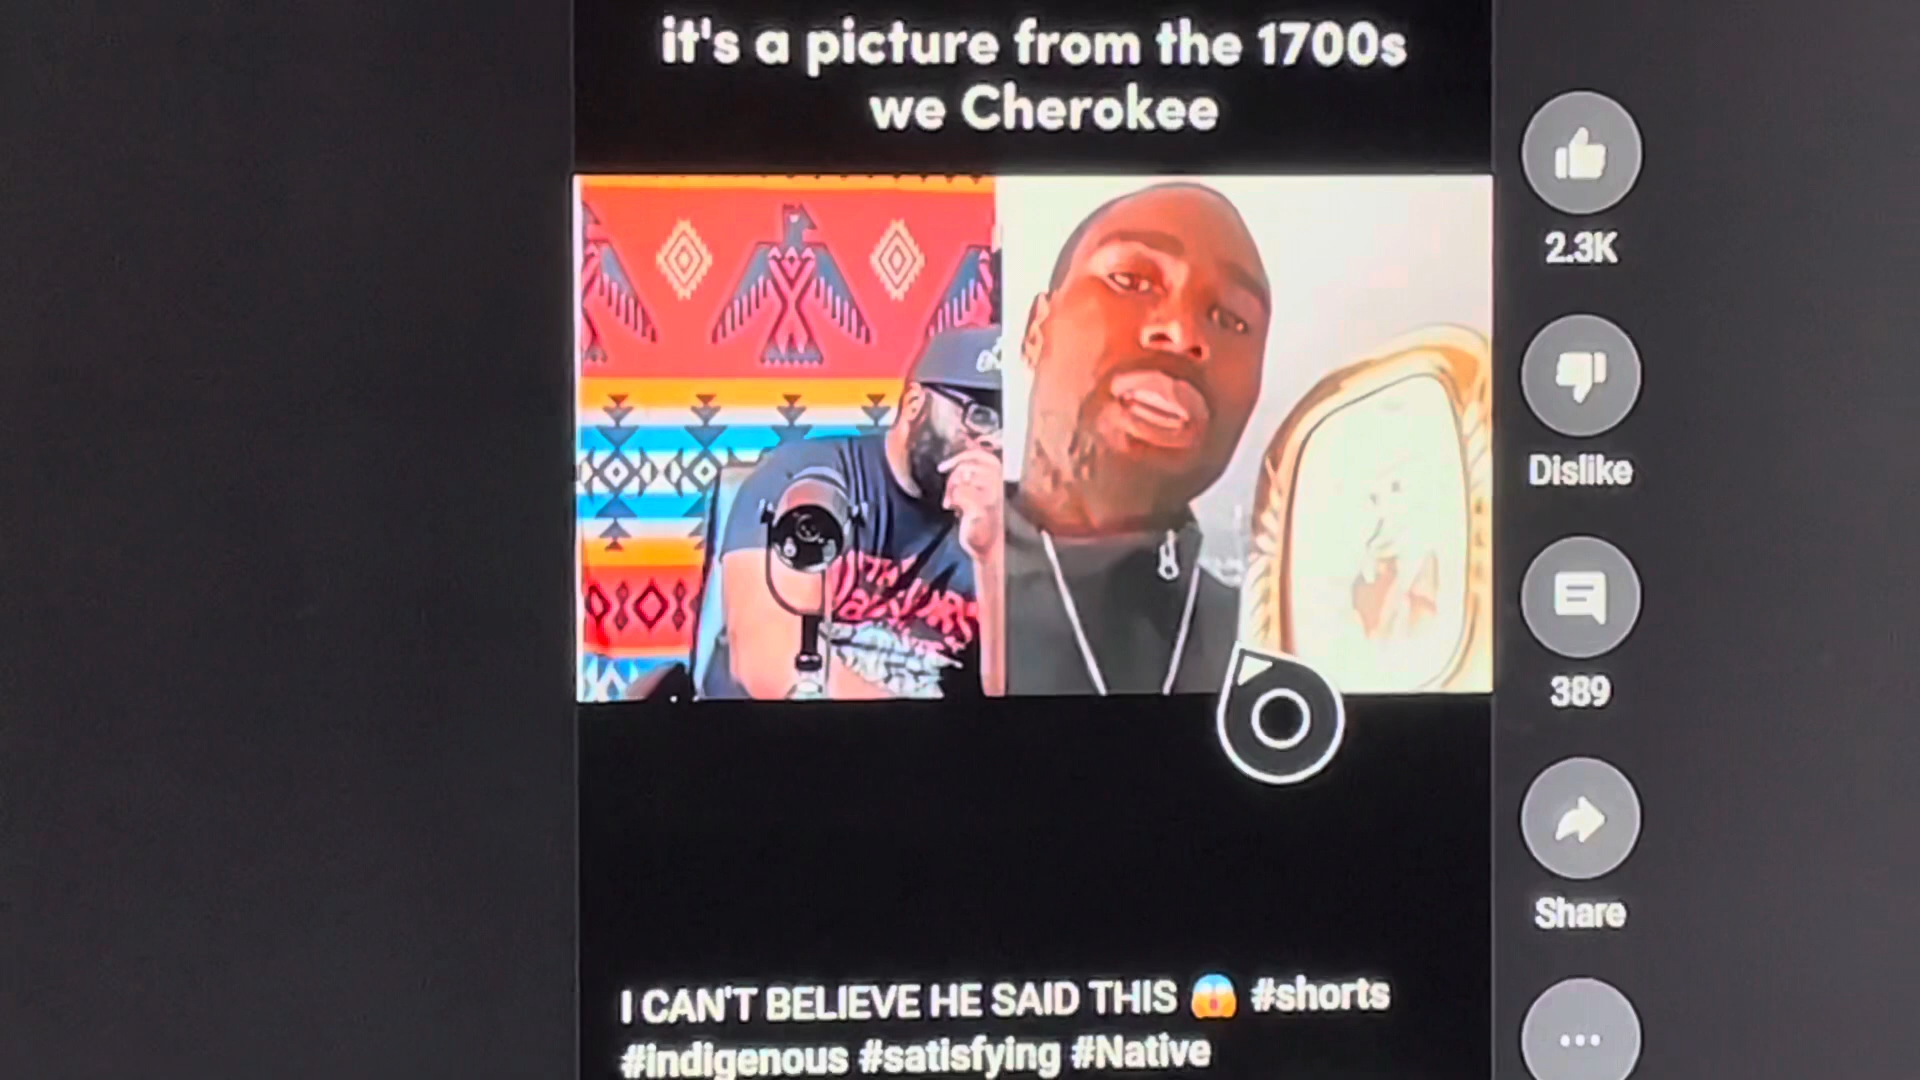 it's a picture from the 1700s
we Cherokee
2.3K
Dislike
389
Share
I CAN'T BELIEVE HE SAID THIS 😱 #shorts
#indigenous #satisfying #Native